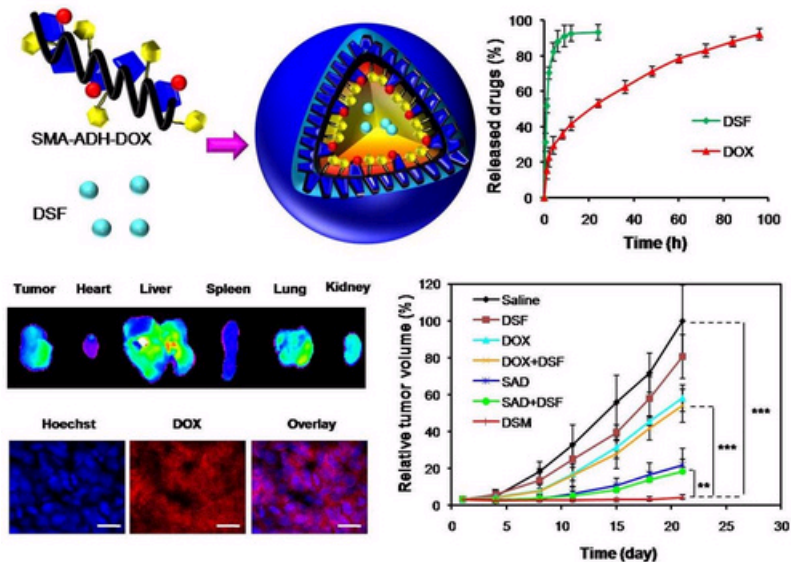 SMA-ADH-DOX
DSF
Released drugs (%)
100
80
60
40
20
0
DSF
DOX
0 20 40 60 80 100
Time (h)
Tumor Heart Liver Spleen Lung Kidney
Hoechst DOX Overlay
Relative tumor volume (%)
120
100
80
60
40
20
0
Saline
DSF
DOX
DOX+DSF
SAD
SAD+DSF
DSM
***
***
**
0 5 10 15 20 25 30
Time (day)